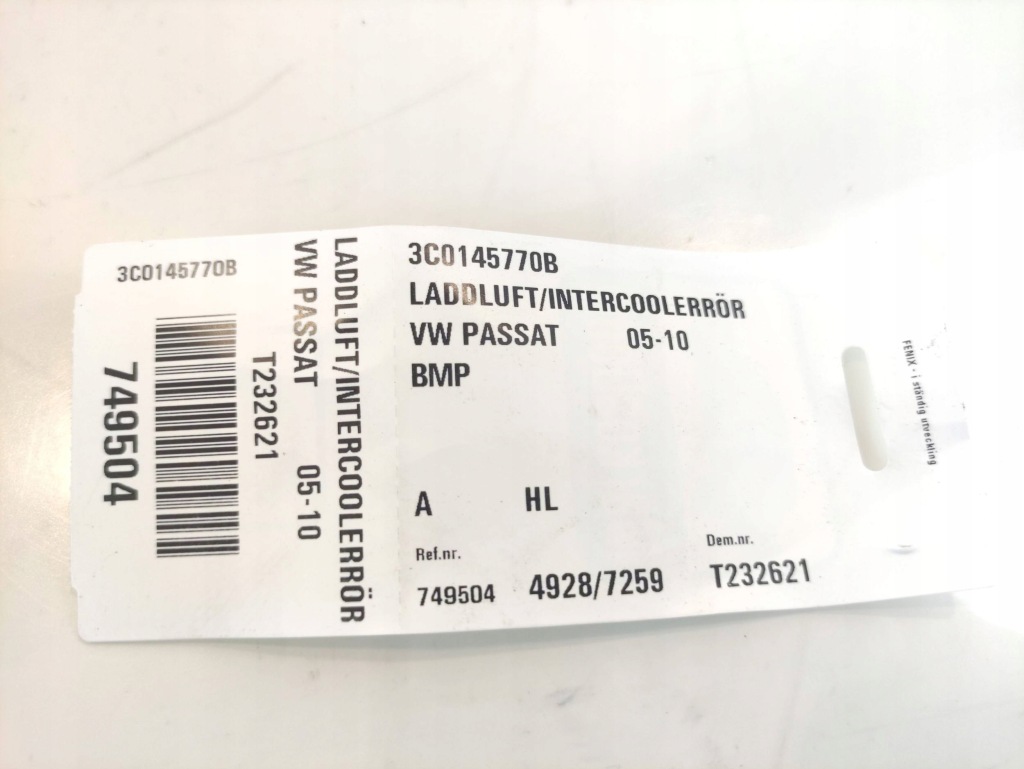 3C0145770B
749504
T232621
VW PASSAT 05-10
LADDLUFT/INTERCOOLERRÖR
3C0145770B
LADDLUFT/INTERCOOLERRÖR
VW PASSAT 05-10
BMP
A HL
Ref.nr. Dem.nr.
749504 4928/7259 T232621
FENIX - i ständig utveckling